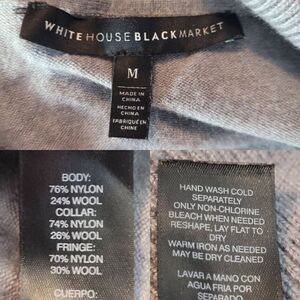 WHITE HOUSE BLACK MARKET
M
MADE IN
CHINA
HECHO EN
CHINA
FABRIQUÉ EN
CHINE
BODY:
76% NYLON
24% WOOL
COLLAR:
74% NYLON
26% WOOL
FRINGE:
70% NYLON
30% WOOL
CUERPO:
HAND WASH COLD
SEPARATELY
ONLY NON-CHLORINE
BLEACH WHEN NEEDED
RESHAPE, LAY FLAT TO
DRY
WARM IRON AS NEEDED
MAY BE DRY CLEANED
LAVAR A MANO CON
AGUA FRIA POR
SEPARADO